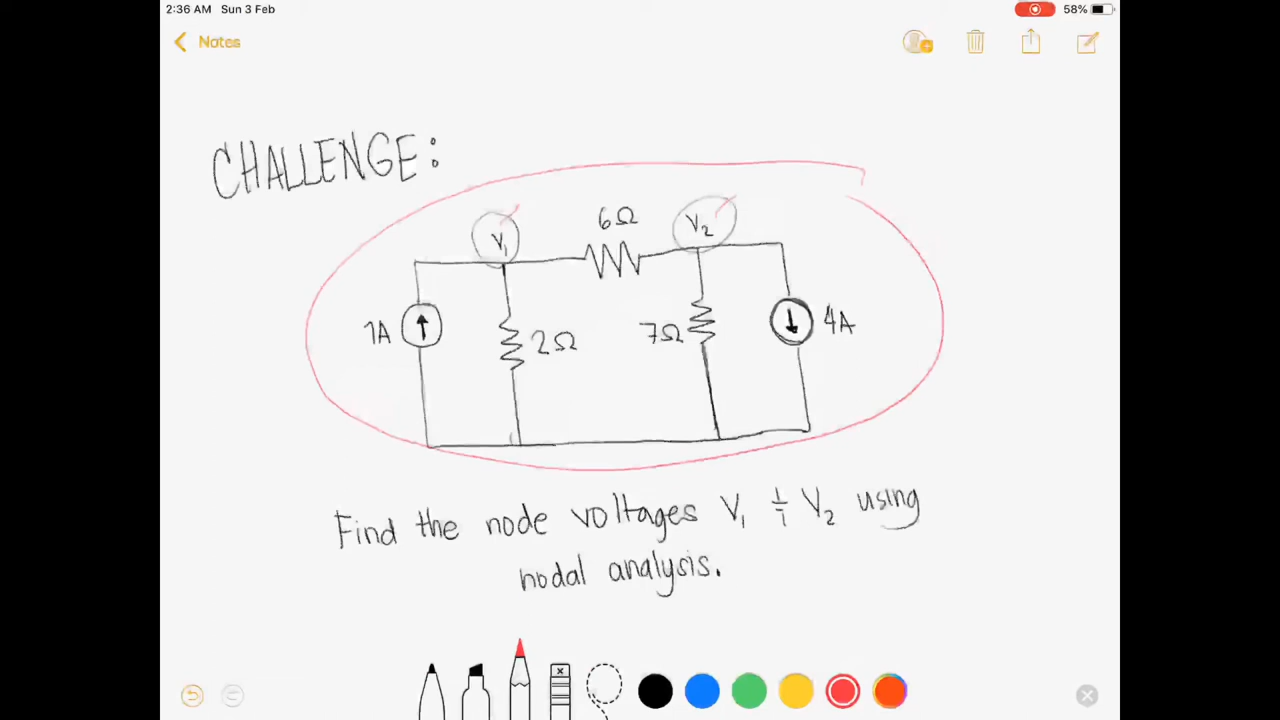 2:36 AM Sun 3 Feb
58%
Notes
CHALLENGE:
V₁
6Ω
V₂
1A
2Ω
7Ω
4A
Find the node voltages V₁ & V₂ using
nodal analysis.